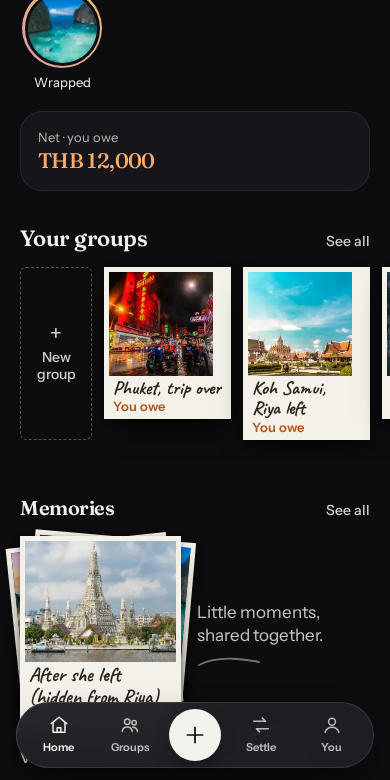 Wrapped
Net · you owe
THB 12,000
Your groups
See all
+
New
group
Phuket, trip over
You owe
Koh Samui,
Riya left
You owe
Memories
See all
Little moments,
shared together.
After she left
(hidden from Riya)
Home
Groups
Settle
You